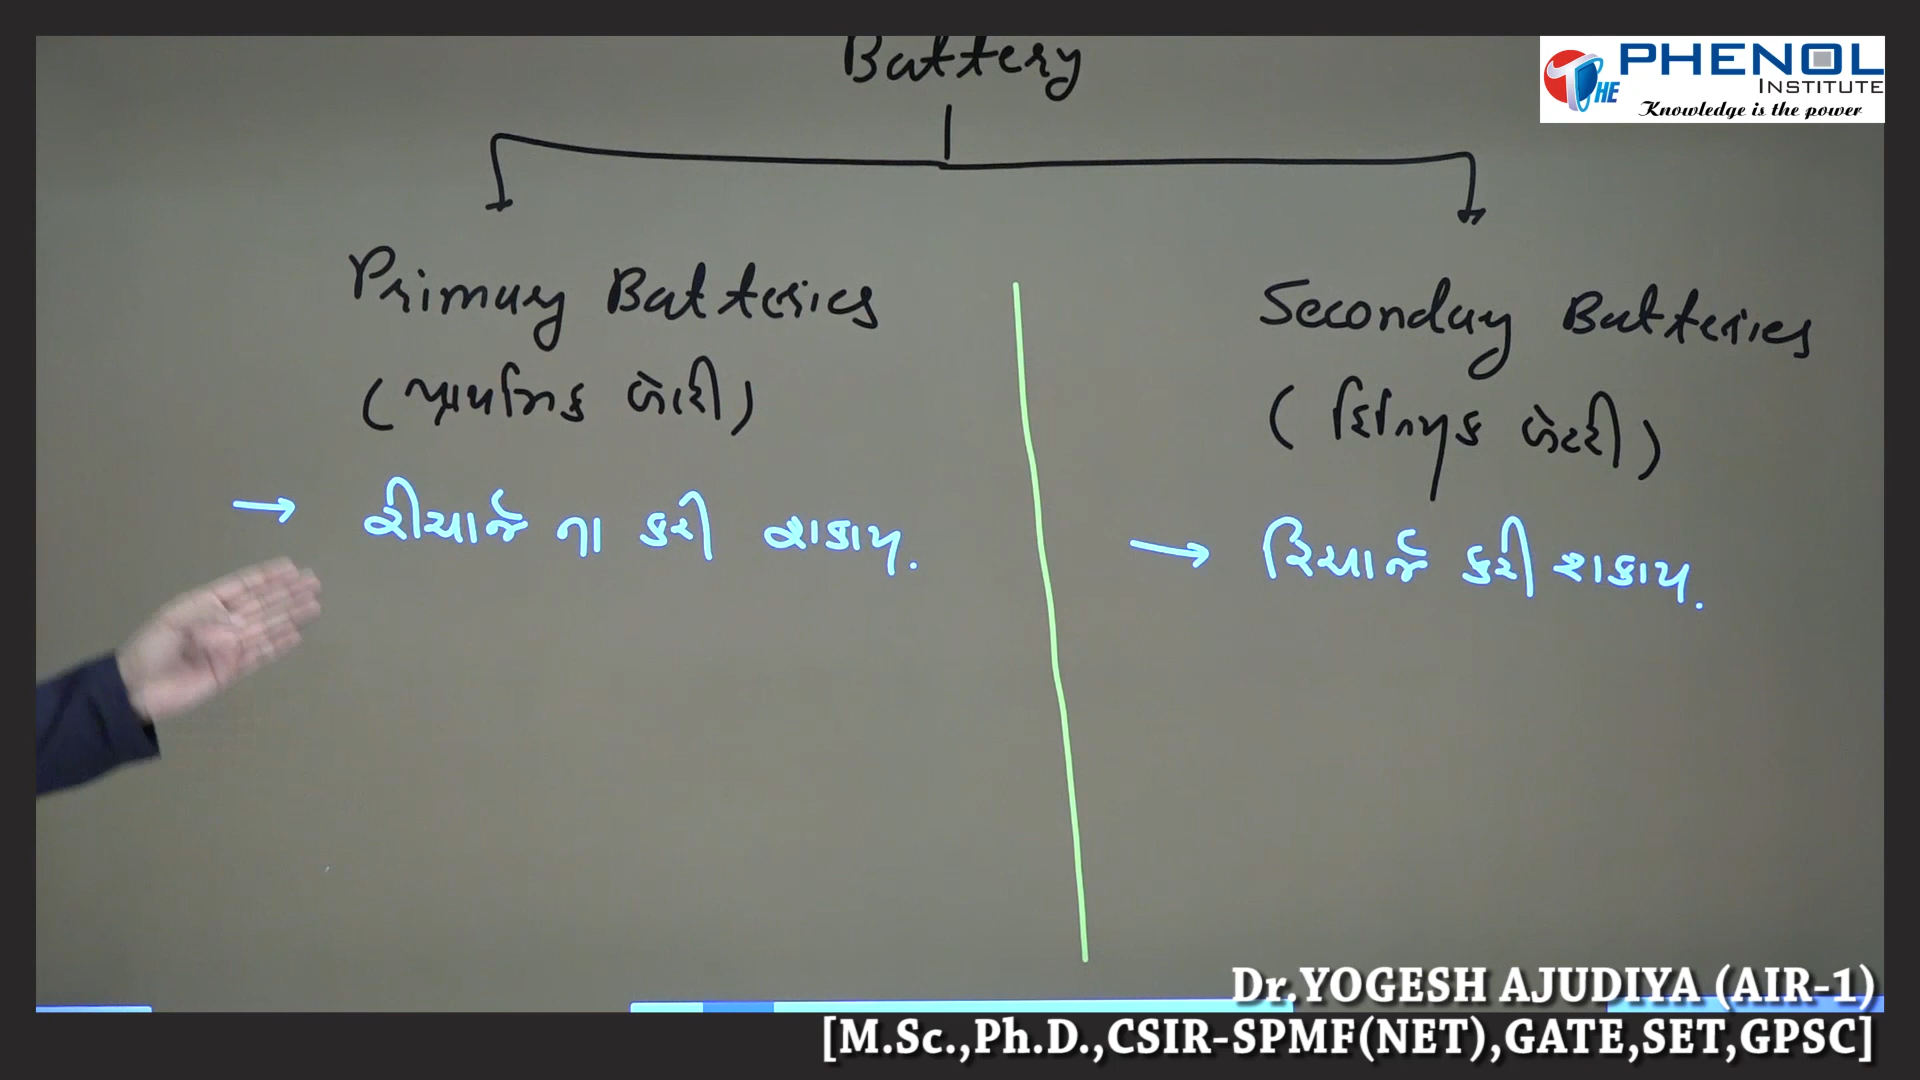 Battery
THE PHENOL
INSTITUTE
Knowledge is the power
Primary Batteries
Secondary Batteries
(પ્રાથમિક બેટરી)
(દ્વિતિયક બેટરી)
→ રીચાર્જ ના કરી શકાય.
→ રિચાર્જ કરી શકાય.
Dr.YOGESH AJUDIYA (AIR-1)
[M.Sc.,Ph.D.,CSIR-SPMF(NET),GATE,SET,GPSC]